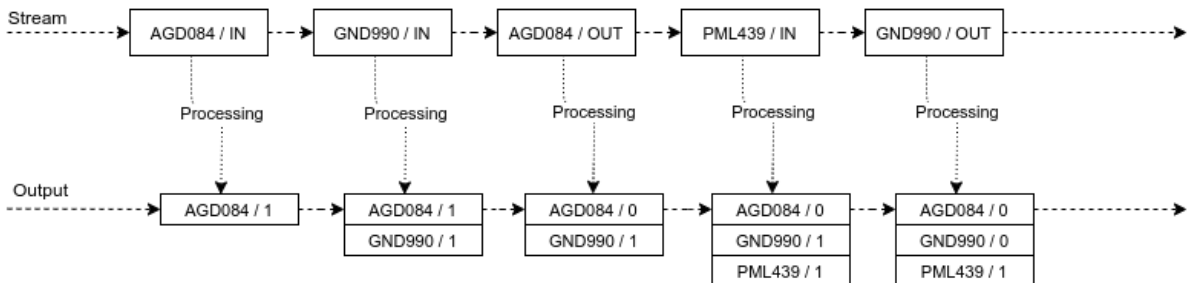 Stream
AGD084 / IN
GND990 / IN
AGD084 / OUT
PML439 / IN
GND990 / OUT
Processing
Processing
Processing
Processing
Processing
Output
AGD084 / 1
AGD084 / 1
GND990 / 1
AGD084 / 0
GND990 / 1
AGD084 / 0
GND990 / 1
PML439 / 1
AGD084 / 0
GND990 / 0
PML439 / 1